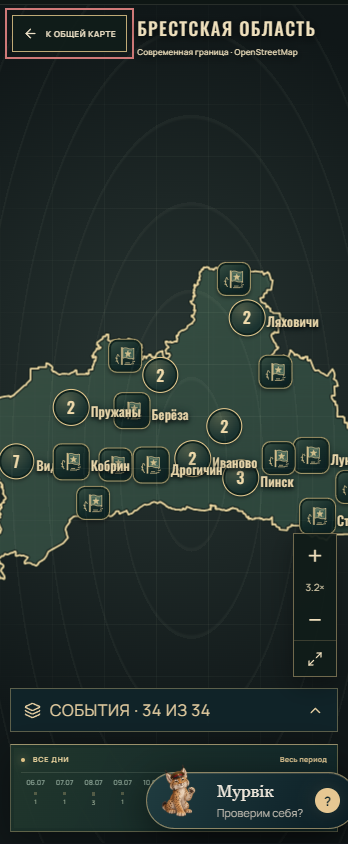 К ОБЩЕЙ КАРТЕ
БРЕСТСКАЯ ОБЛАСТЬ
Современная граница · OpenStreetMap
2
Ляховичи
2
2
Пружаны
Берёза
2
7
Кобрин
2
Дрогичин
Иваново
3
Пинск
+
3.2×
−
СОБЫТИЯ · 34 ИЗ 34
ВСЕ ДНИ
Весь период
06.07 07.07 08.07 09.07
1 1 3 1
Мурвік
Проверим себя?
?